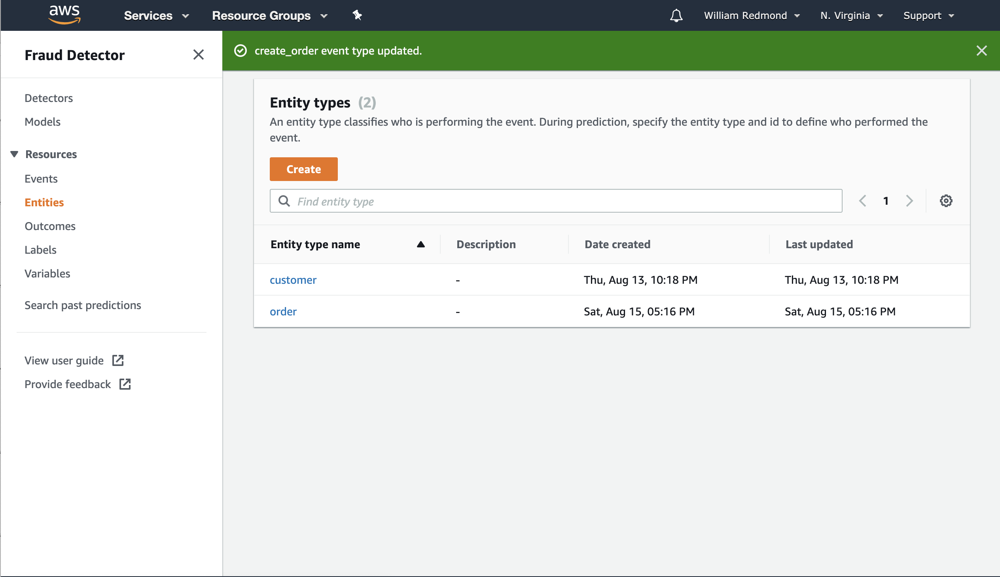 aws Services Resource Groups William Redmond N. Virginia Support
Fraud Detector
create_order event type updated.
Detectors
Models
Resources
Events
Entities
Outcomes
Labels
Variables
Search past predictions
View user guide
Provide feedback
Entity types (2)
An entity type classifies who is performing the event. During prediction, specify the entity type and id to define who performed the
event.
Create
Find entity type
1
Entity type name Description Date created Last updated
customer - Thu, Aug 13, 10:18 PM Thu, Aug 13, 10:18 PM
order - Sat, Aug 15, 05:16 PM Sat, Aug 15, 05:16 PM